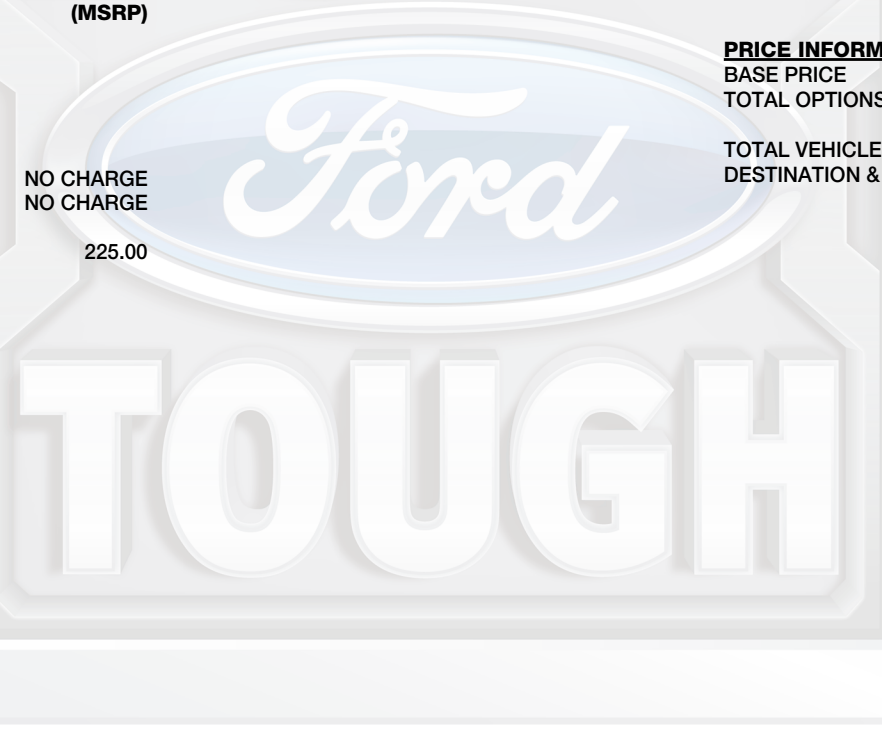 (MSRP)
NO CHARGE
NO CHARGE
225.00
PRICE INFORM
BASE PRICE
TOTAL OPTIONS
TOTAL VEHICLE
DESTINATION &
Ford
TOUGH